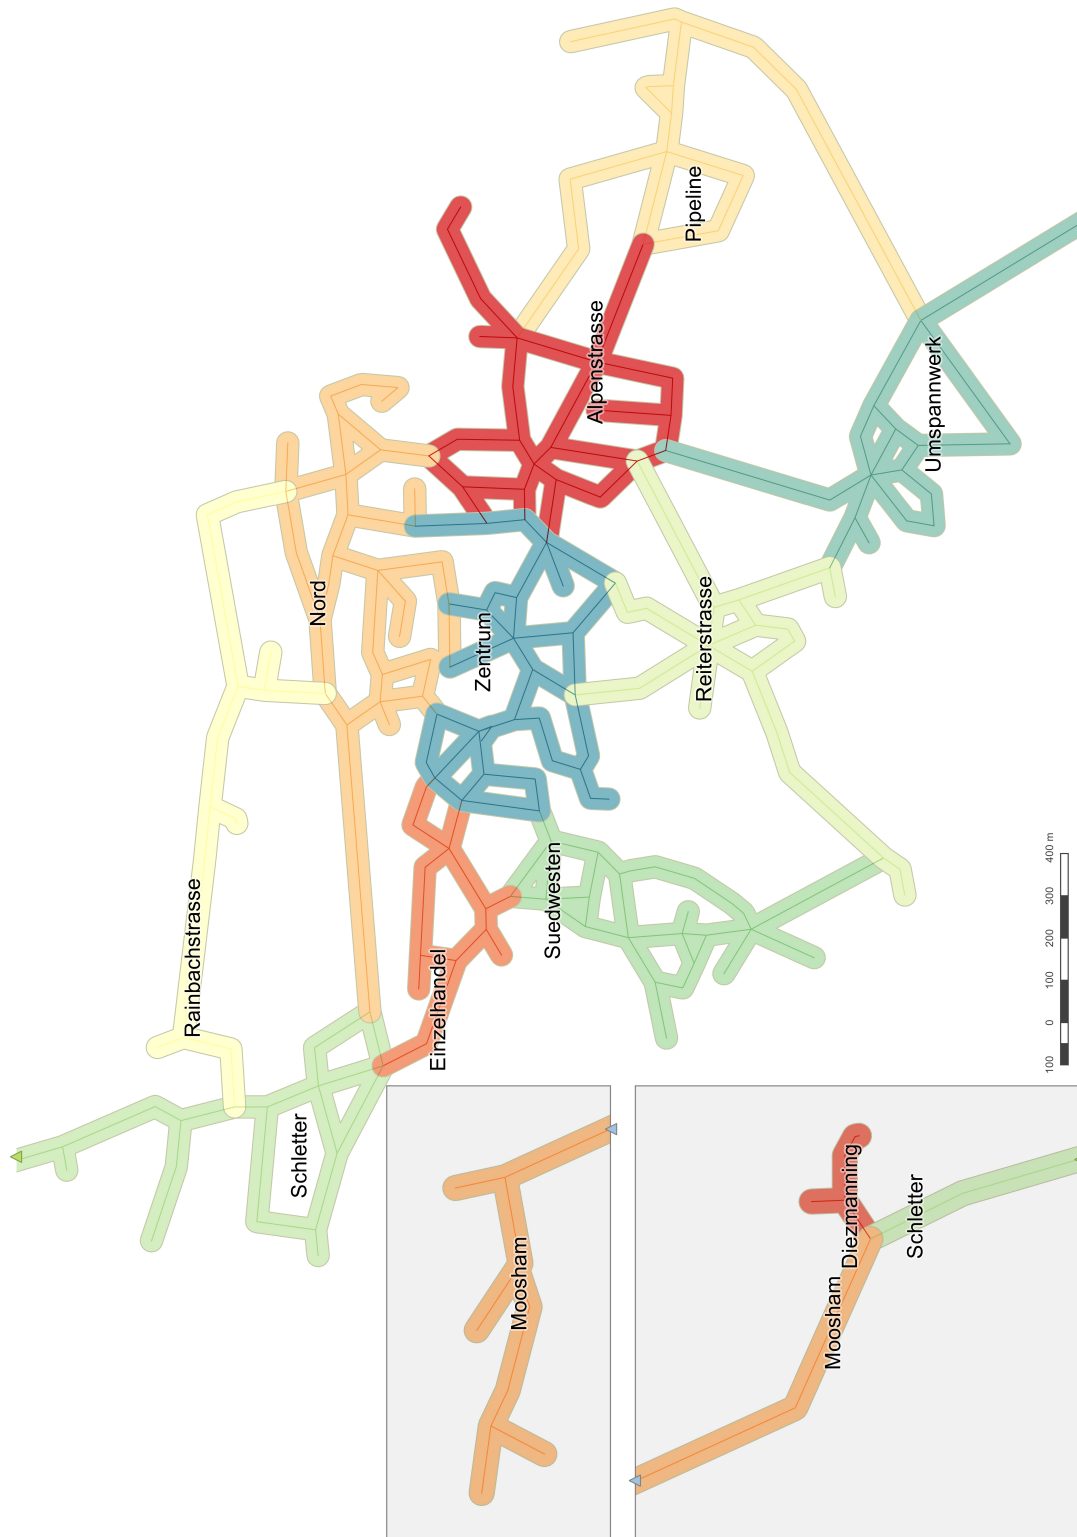 Rainbachstrasse
Nord
Pipeline
Alpenstrasse
Zentrum
Umspannwerk
Reiterstrasse
Suedwesten
Einzelhandel
Schletter
Moosham
Moosham
Diezmanning
Schletter
100 0 100 200 300 400 m